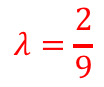 λ = 2/9